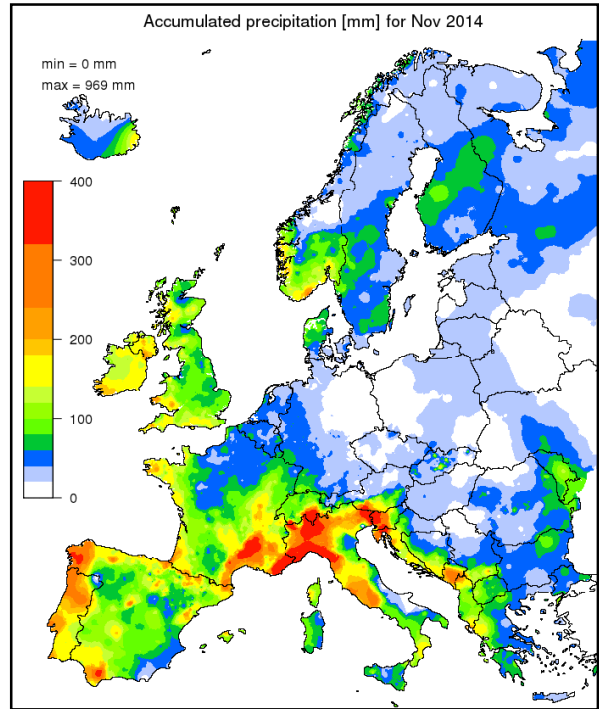 Accumulated precipitation [mm] for Nov 2014
min = 0 mm
max = 969 mm
400
300
200
100
0